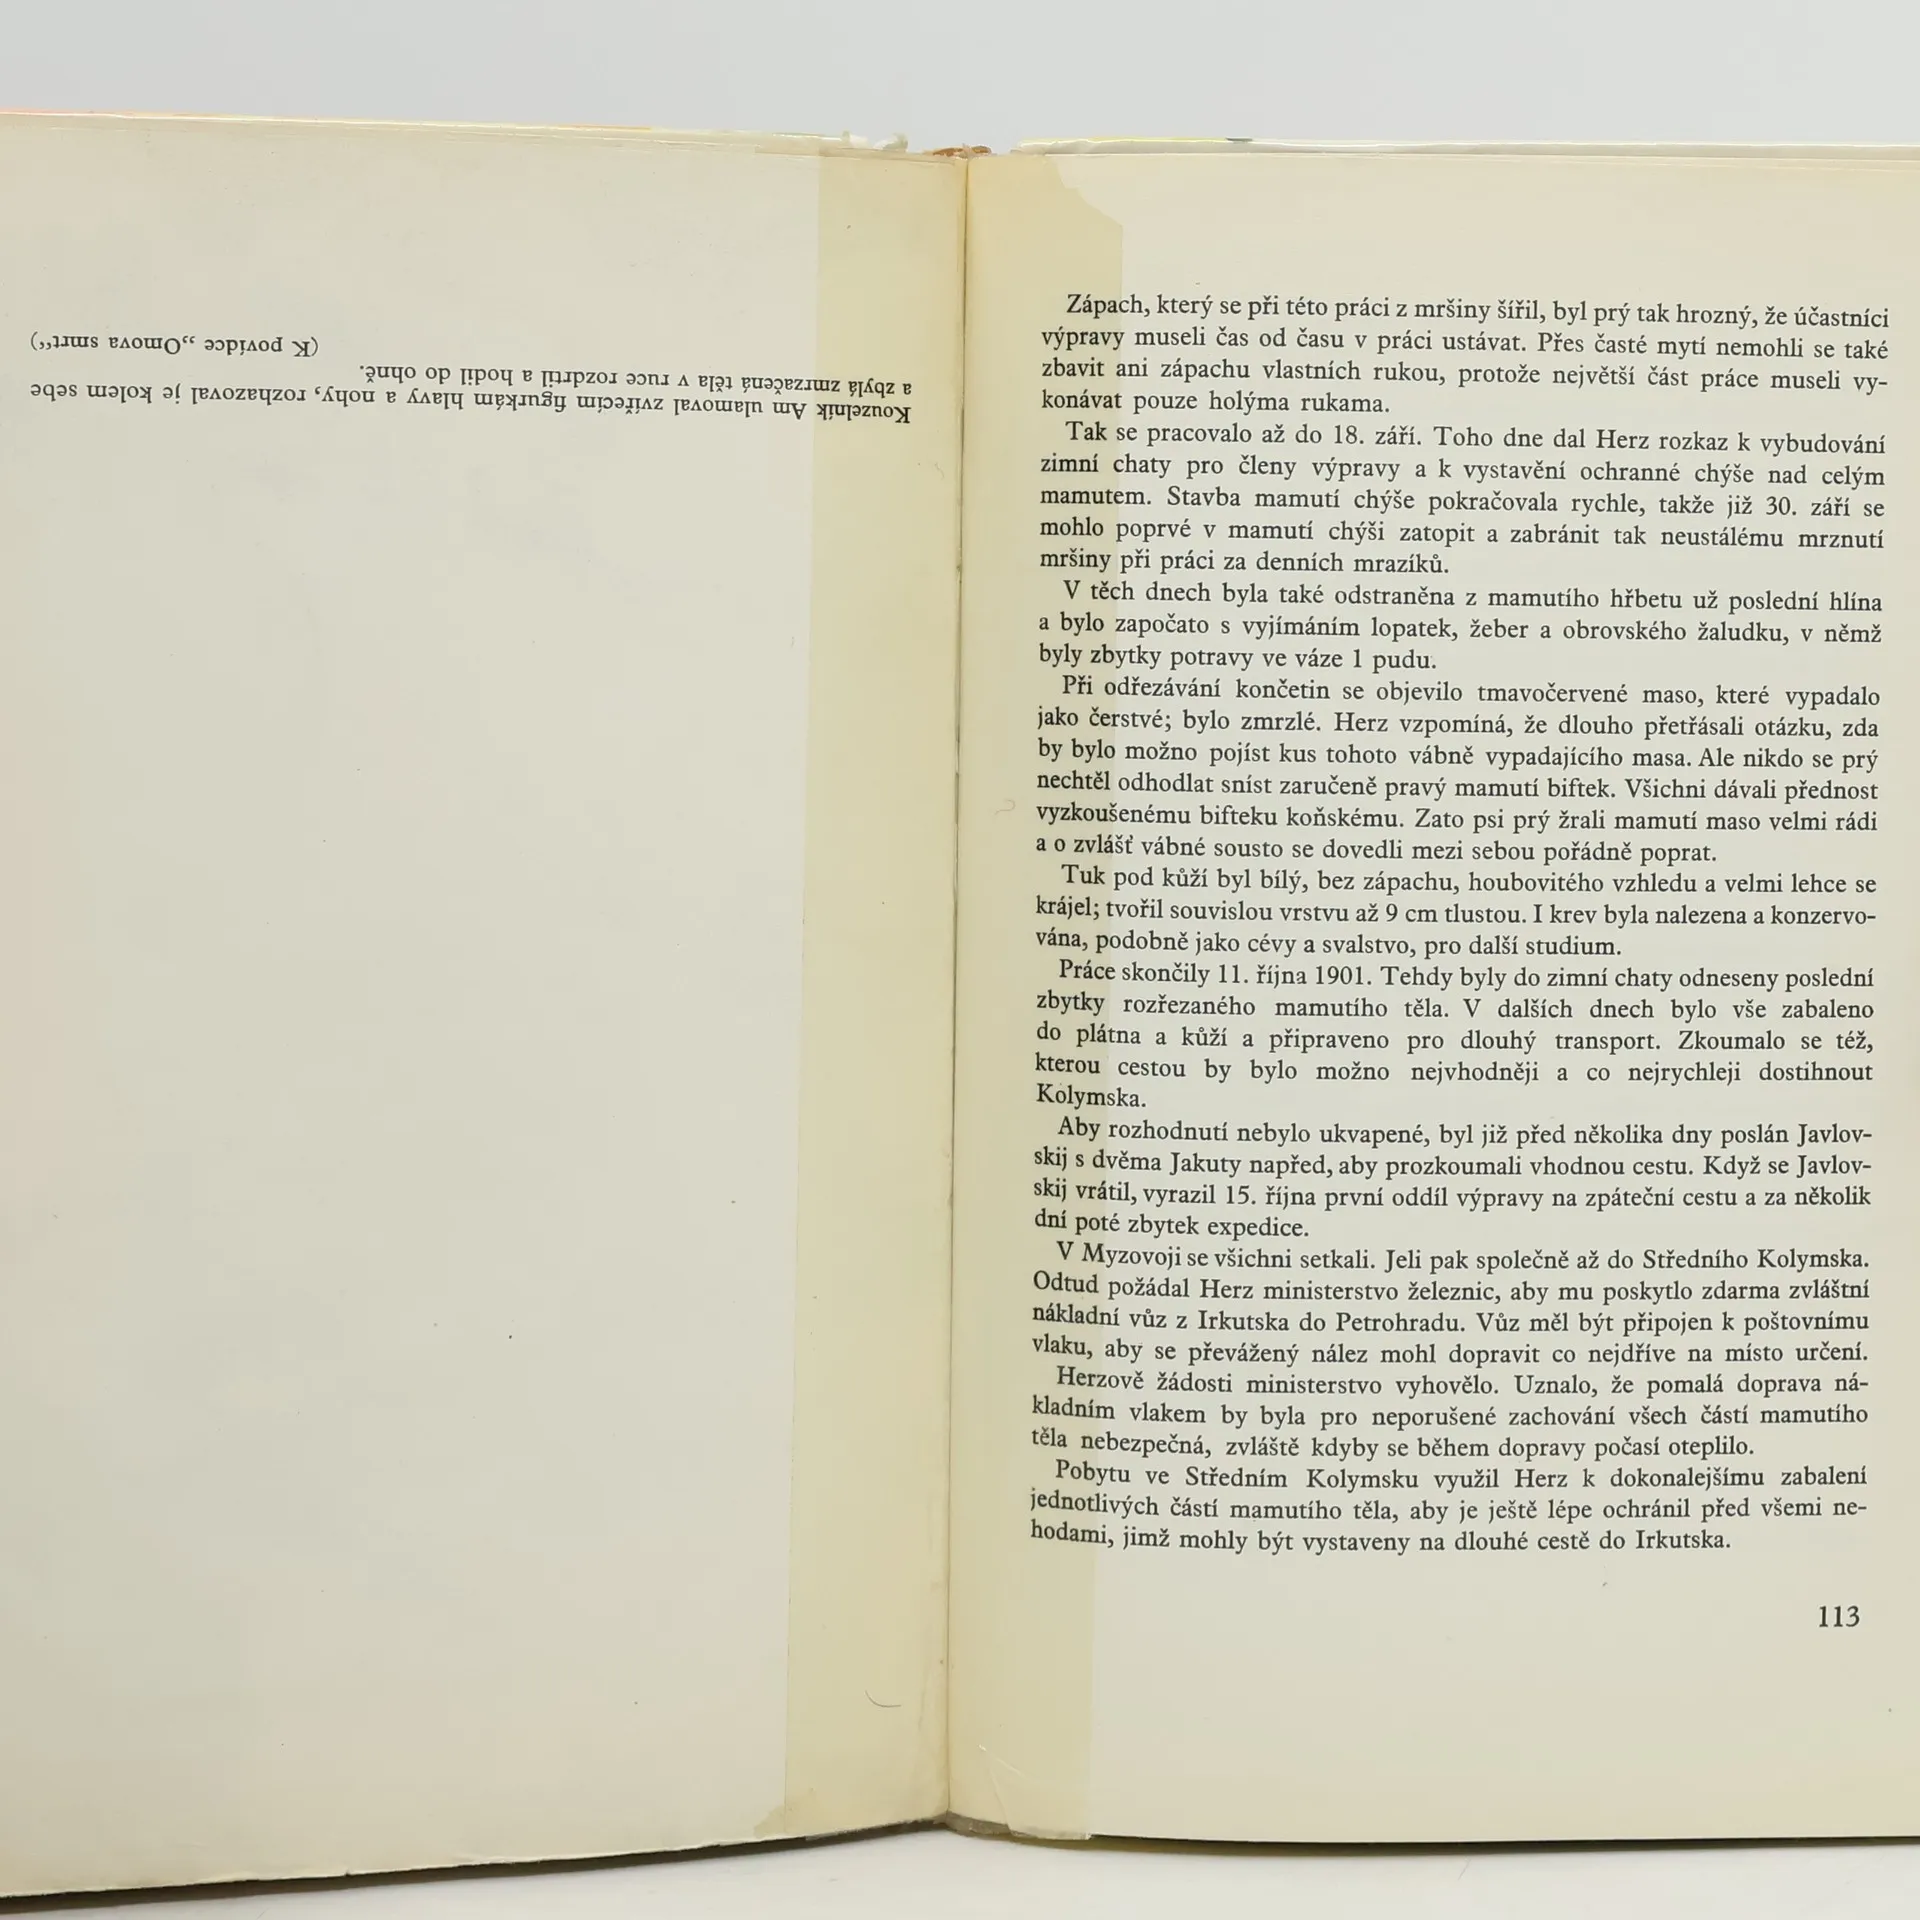 Kouzelník Am ulamoval zvířecím figurkám hlavy a nohy, rozhazoval je kolem sebe
a zbylá zmrzačená těla v ruce rozdrtil a hodil do ohně.
(K povídce „Omova smrt“)
Zápach, který se při této práci z mršiny šířil, byl prý tak hrozný, že účastníci
výpravy museli čas od času v práci ustávat. Přes časté mytí nemohli se také
zbavit ani zápachu vlastních rukou, protože největší část práce museli vy-
konávat pouze holýma rukama.
Tak se pracovalo až do 18. září. Toho dne dal Herz rozkaz k vybudování
zimní chaty pro členy výpravy a k vystavění ochranné chýše nad celým
mamutem. Stavba mamutí chýše pokračovala rychle, takže již 30. září se
mohlo poprvé v mamutí chýši zatopit a zabránit tak neustálému mrznutí
mršiny při práci za denních mrazíků.
V těch dnech byla také odstraněna z mamutího hřbetu už poslední hlína
a bylo započato s vyjímáním lopatek, žeber a obrovského žaludku, v němž
byly zbytky potravy ve váze 1 pudu.
Při odřezávání končetin se objevilo tmavočervené maso, které vypadalo
jako čerstvé; bylo zmrzlé. Herz vzpomíná, že dlouho přetřásali otázku, zda
by bylo možno pojíst kus tohoto vábně vypadajícího masa. Ale nikdo se prý
nechtěl odhodlat sníst zaručeně pravý mamutí biftek. Všichni dávali přednost
vyzkoušenému bifteku koňskému. Zato psi prý žrali mamutí maso velmi rádi
a o zvlášť vábné sousto se dovedli mezi sebou pořádně poprat.
Tuk pod kůží byl bílý, bez zápachu, houbovitého vzhledu a velmi lehce se
krájel; tvořil souvislou vrstvu až 9 cm tlustou. I krev byla nalezena a konzervo-
vána, podobně jako cévy a svalstvo, pro další studium.
Práce skončily 11. října 1901. Tehdy byly do zimní chaty odneseny poslední
zbytky rozřezaného mamutího těla. V dalších dnech bylo vše zabaleno
do plátna a kůží a připraveno pro dlouhý transport. Zkoumalo se též,
kterou cestou by bylo možno nejvhodněji a co nejrychleji dostihnout
Kolymska.
Aby rozhodnutí nebylo ukvapené, byl již před několika dny poslán Javlov-
skij s dvěma Jakuty napřed, aby prozkoumali vhodnou cestu. Když se Javlov-
skij vrátil, vyrazil 15. října první oddíl výpravy na zpáteční cestu a za několik
dní poté zbytek expedice.
V Myzovoji se všichni setkali. Jeli pak společně až do Středního Kolymska.
Odtud požádal Herz ministerstvo železnic, aby mu poskytlo zdarma zvláštní
nákladní vůz z Irkutska do Petrohradu. Vůz měl být připojen k poštovnímu
vlaku, aby se převážený nález mohl dopravit co nejdříve na místo určení.
Herzově žádosti ministerstvo vyhovělo. Uznalo, že pomalá doprava ná-
kladním vlakem by byla pro neporušené zachování všech částí mamutího
těla nebezpečná, zvláště kdyby se během dopravy počasí oteplilo.
Pobytu ve Středním Kolymsku využil Herz k dokonalejšímu zabalení
jednotlivých částí mamutího těla, aby je ještě lépe ochránil před všemi ne-
hodami, jimž mohly být vystaveny na dlouhé cestě do Irkutska.
113